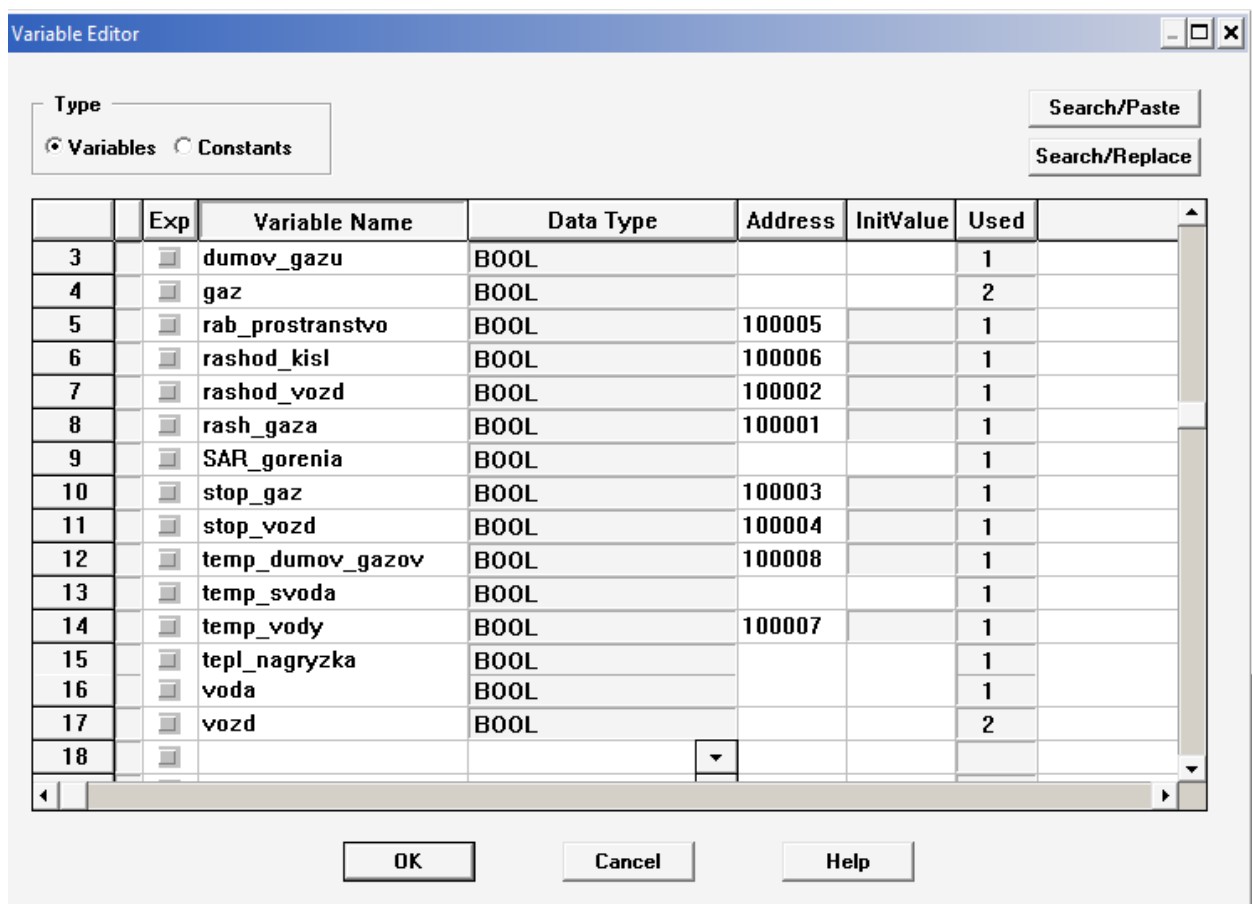 Variable Editor
Type
Variables Constants
Search/Paste
Search/Replace
Exp Variable Name Data Type Address InitValue Used
3 dumov_gazu BOOL 1
4 gaz BOOL 2
5 rab_prostranstvo BOOL 100005 1
6 rashod_kisl BOOL 100006 1
7 rashod_vozd BOOL 100002 1
8 rash_gaza BOOL 100001 1
9 SAR_gorenia BOOL 1
10 stop_gaz BOOL 100003 1
11 stop_vozd BOOL 100004 1
12 temp_dumov_gazov BOOL 100008 1
13 temp_svoda BOOL 1
14 temp_vody BOOL 100007 1
15 tepl_nagryzka BOOL 1
16 voda BOOL 1
17 vozd BOOL 2
18
OK Cancel Help